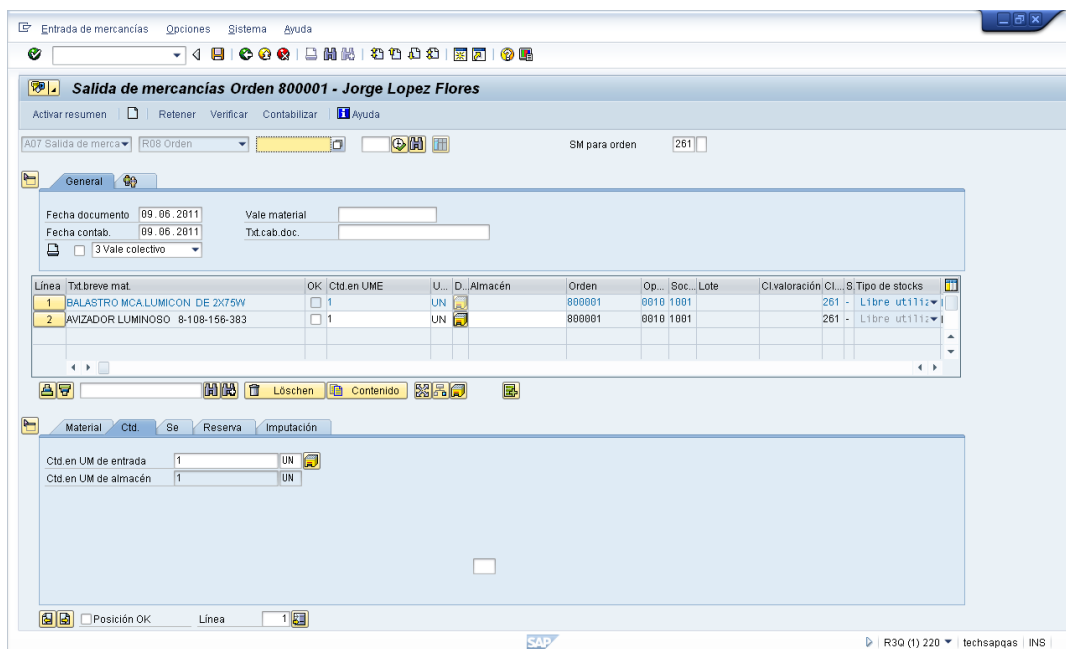 Entrada de mercancías Opciones Sistema Ayuda
Salida de mercancías Orden 800001 - Jorge Lopez Flores
Activar resumen Retener Verificar Contabilizar Ayuda
A07 Salida de merca R08 Orden SM para orden 261
General
Fecha documento 09.06.2011 Vale material
Fecha contab. 09.06.2011 Txt.cab.doc.
3 Vale colectivo
Línea Txt.breve mat. OK Ctd.en UME U... D... Almacén Orden Op... Soc... Lote Cl.valoración Cl... S Tipo de stocks
1 BALASTRO MCA.LUMICON DE 2X75W 1 UN 800001 0010 1001 261 - Libre utiliz
2 AVIZADOR LUMINOSO 8-108-156-383 1 UN 800001 0010 1001 261 - Libre utiliz
Löschen Contenido
Material Ctd. Se Reserva Imputación
Ctd.en UM de entrada 1 UN
Ctd.en UM de almacén 1 UN
Posición OK Línea 1
SAP R3Q (1) 220 techsapqas INS